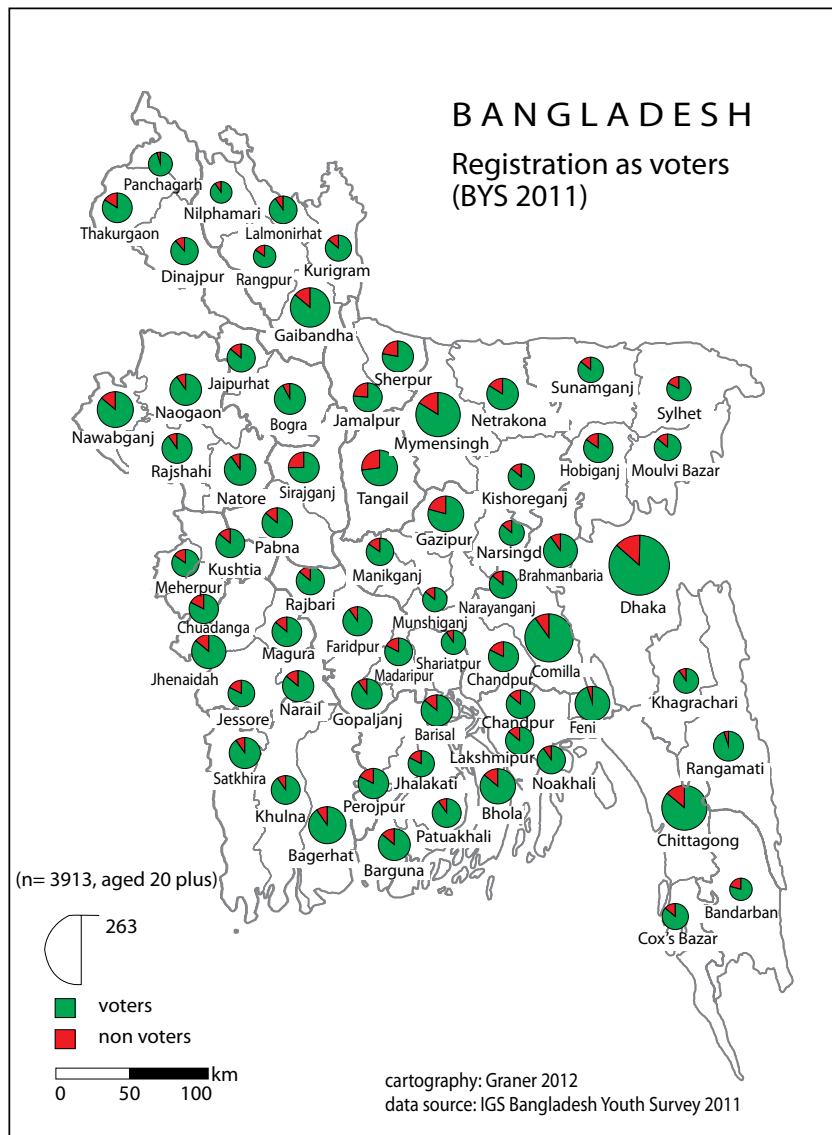 BANGLADESH
Registration as voters
(BYS 2011)
Panchagarh
Nilphamari
Thakurgaon
Lalmonirhat
Dinajpur
Rangpur
Kurigram
Gaibandha
Jaipurhat
Sherpur
Sunamganj
Naogaon
Bogra
Jamalpur
Netrakona
Sylhet
Nawabganj
Mymensingh
Rajshahi
Hobiganj
Moulvi Bazar
Natore
Sirajganj
Tangail
Kishoreganj
Pabna
Gazipur
Kushtia
Narsingd
Meherpur
Manikganj
Brahmanbaria
Dhaka
Rajbari
Narayanganj
Chuadanga
Munshiganj
Magura
Faridpur
Shariatpur
Jhenaidah
Madaripur
Chandpur
Comilla
Jessore
Narail
Gopaljanj
Barisal
Chandpur
Feni
Khagrachari
Satkhira
Lakshmipur
Jhalakati
Noakhali
Rangamati
Khulna
Perojpur
Patuakhali
Bhola
Chittagong
Bagerhat
Barguna
Bandarban
Cox's Bazar
(n= 3913, aged 20 plus)
263
voters
non voters
km
0 50 100
cartography: Graner 2012
data source: IGS Bangladesh Youth Survey 2011